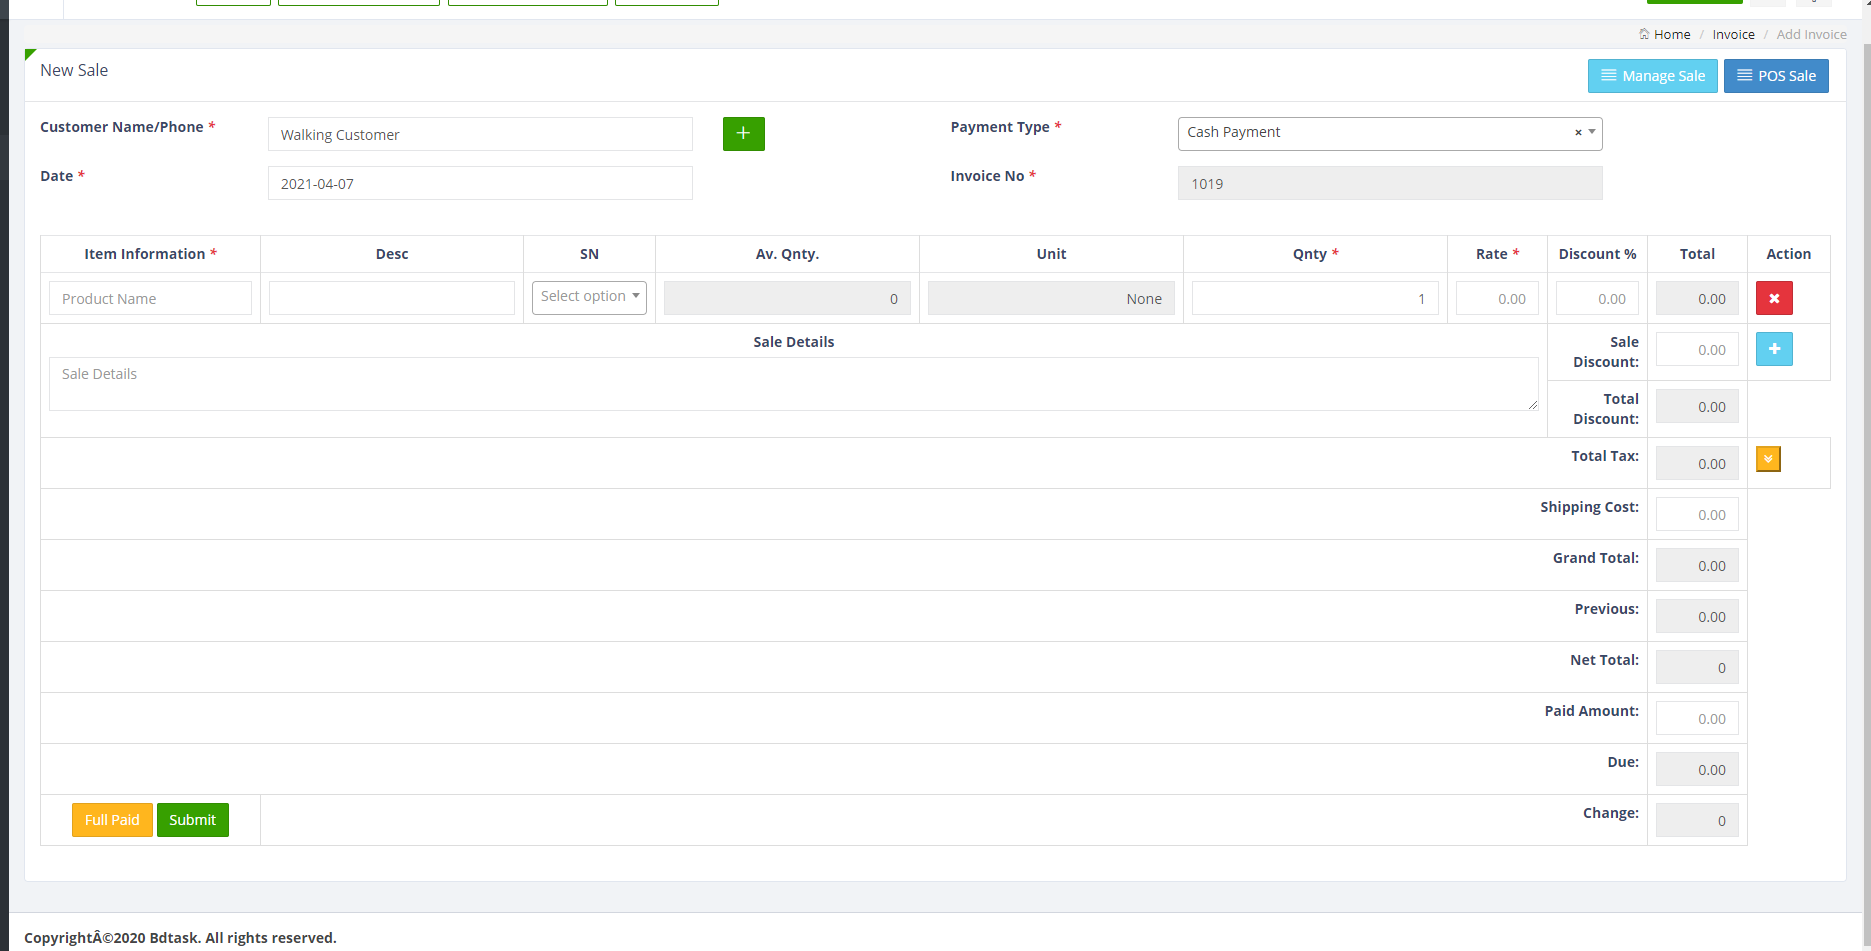 Home / Invoice / Add Invoice
New Sale
Manage Sale
POS Sale
Customer Name/Phone *
Walking Customer
Payment Type *
Cash Payment
Date *
2021-04-07
Invoice No *
1019
Item Information * Desc SN Av. Qnty. Unit Qnty * Rate * Discount % Total Action
Product Name Select option 0 None 1 0.00 0.00 0.00
Sale Details
Sale Details
Sale
Discount:
0.00
Total
Discount:
0.00
Total Tax: 0.00
Shipping Cost: 0.00
Grand Total: 0.00
Previous: 0.00
Net Total: 0
Paid Amount: 0.00
Due: 0.00
Full Paid Submit Change: 0
CopyrightÂ©2020 Bdtask. All rights reserved.